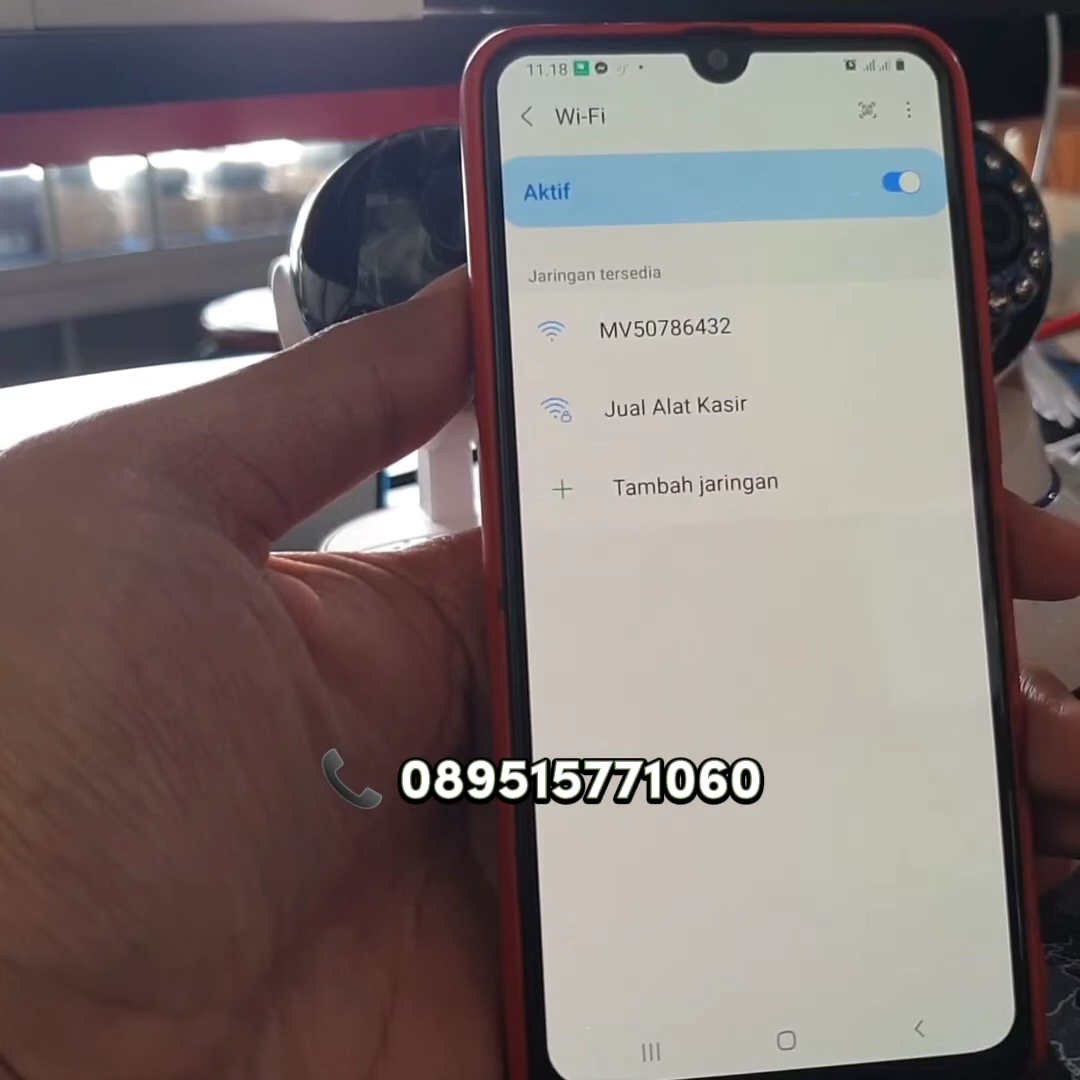 11.18
Wi-Fi
Aktif
Jaringan tersedia
MV50786432
Jual Alat Kasir
Tambah jaringan
089515771060